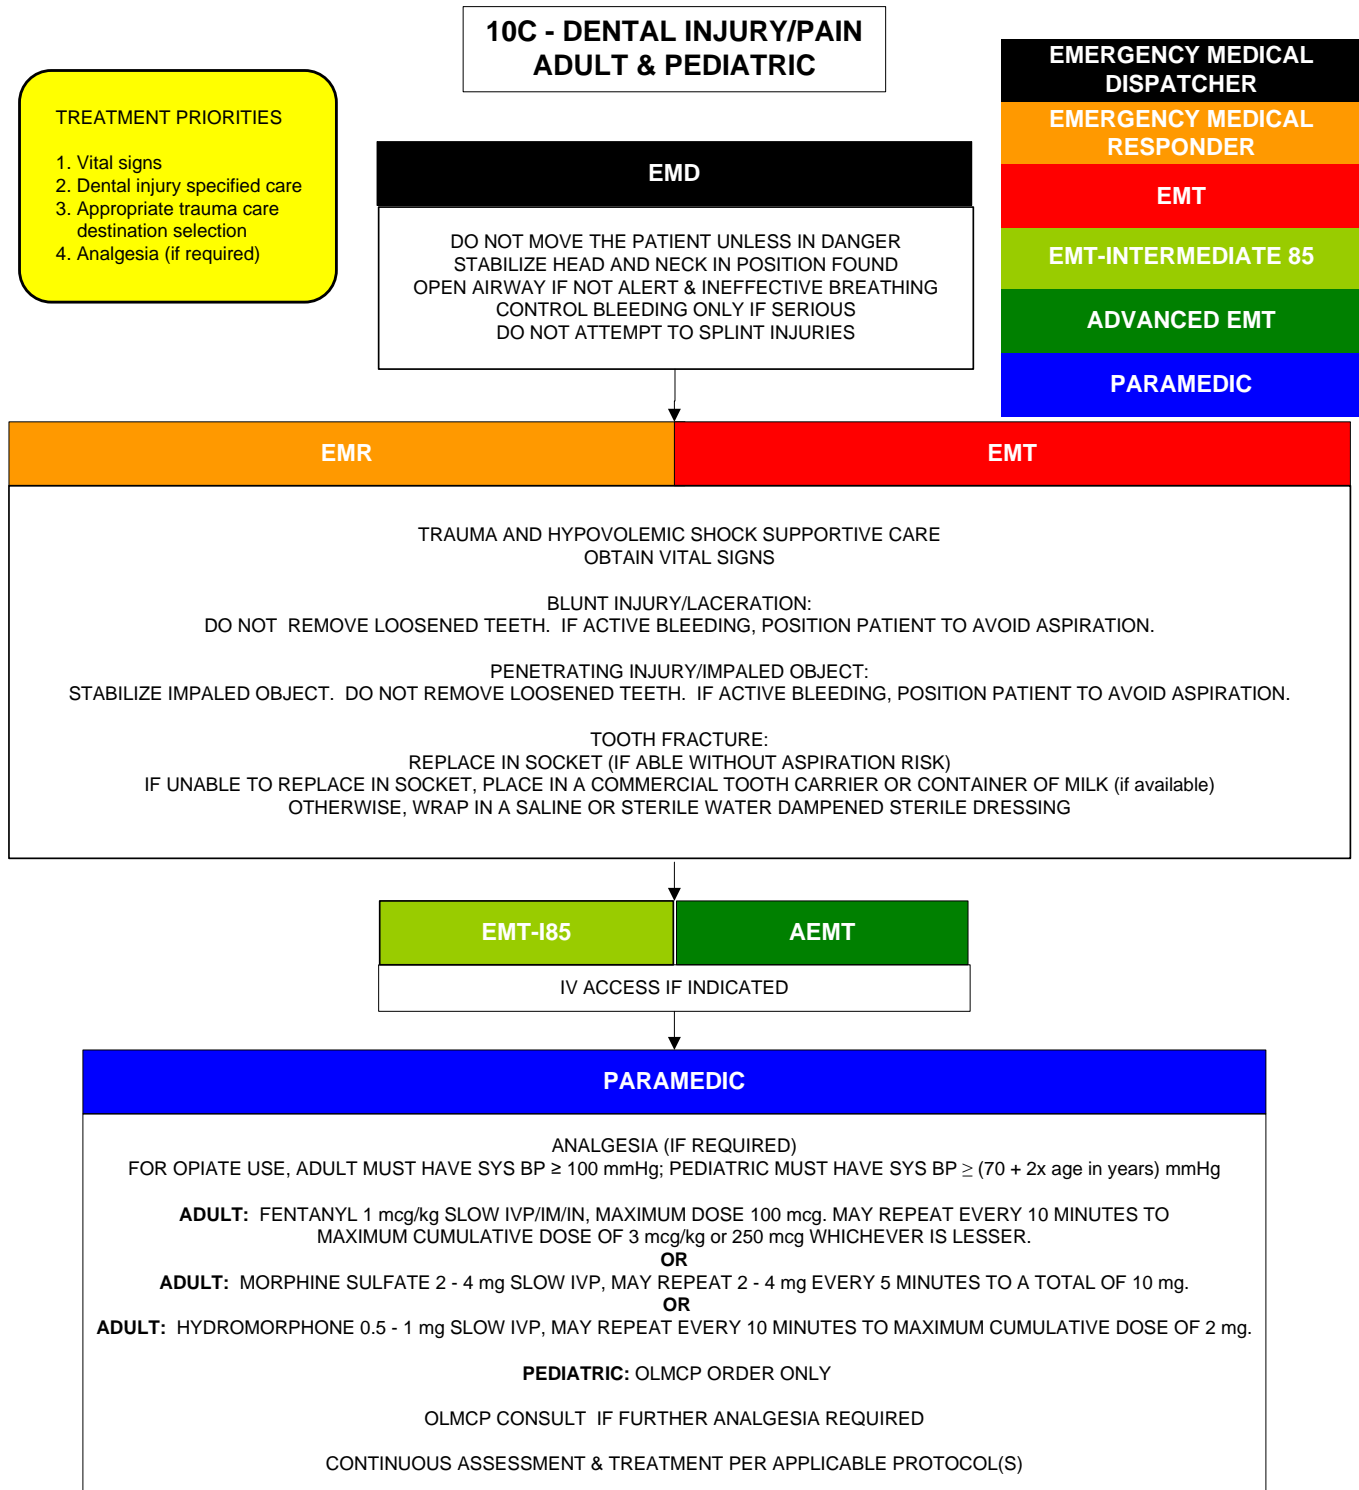 10C - DENTAL INJURY/PAIN
ADULT & PEDIATRIC
TREATMENT PRIORITIES
1. Vital signs
2. Dental injury specified care
3. Appropriate trauma care
destination selection
4. Analgesia (if required)
EMERGENCY MEDICAL
DISPATCHER
EMERGENCY MEDICAL
RESPONDER
EMT
EMT-INTERMEDIATE 85
ADVANCED EMT
PARAMEDIC
EMD
DO NOT MOVE THE PATIENT UNLESS IN DANGER
STABILIZE HEAD AND NECK IN POSITION FOUND
OPEN AIRWAY IF NOT ALERT & INEFFECTIVE BREATHING
CONTROL BLEEDING ONLY IF SERIOUS
DO NOT ATTEMPT TO SPLINT INJURIES
EMR
EMT
TRAUMA AND HYPOVOLEMIC SHOCK SUPPORTIVE CARE
OBTAIN VITAL SIGNS
BLUNT INJURY/LACERATION:
DO NOT  REMOVE LOOSENED TEETH.  IF ACTIVE BLEEDING, POSITION PATIENT TO AVOID ASPIRATION.
PENETRATING INJURY/IMPALED OBJECT:
STABILIZE IMPALED OBJECT.  DO NOT REMOVE LOOSENED TEETH.  IF ACTIVE BLEEDING, POSITION PATIENT TO AVOID ASPIRATION.
TOOTH FRACTURE:
REPLACE IN SOCKET (IF ABLE WITHOUT ASPIRATION RISK)
IF UNABLE TO REPLACE IN SOCKET, PLACE IN A COMMERCIAL TOOTH CARRIER OR CONTAINER OF MILK (if available)
OTHERWISE, WRAP IN A SALINE OR STERILE WATER DAMPENED STERILE DRESSING
EMT-I85
AEMT
IV ACCESS IF INDICATED
PARAMEDIC
ANALGESIA (IF REQUIRED)
FOR OPIATE USE, ADULT MUST HAVE SYS BP ≥ 100 mmHg; PEDIATRIC MUST HAVE SYS BP ≥ (70 + 2x age in years) mmHg
ADULT:  FENTANYL 1 mcg/kg SLOW IVP/IM/IN, MAXIMUM DOSE 100 mcg. MAY REPEAT EVERY 10 MINUTES TO
MAXIMUM CUMULATIVE DOSE OF 3 mcg/kg or 250 mcg WHICHEVER IS LESSER.
OR
ADULT:  MORPHINE SULFATE 2 - 4 mg SLOW IVP, MAY REPEAT 2 - 4 mg EVERY 5 MINUTES TO A TOTAL OF 10 mg.
OR
ADULT:  HYDROMORPHONE 0.5 - 1 mg SLOW IVP, MAY REPEAT EVERY 10 MINUTES TO MAXIMUM CUMULATIVE DOSE OF 2 mg.
PEDIATRIC: OLMCP ORDER ONLY
OLMCP CONSULT  IF FURTHER ANALGESIA REQUIRED
CONTINUOUS ASSESSMENT & TREATMENT PER APPLICABLE PROTOCOL(S)